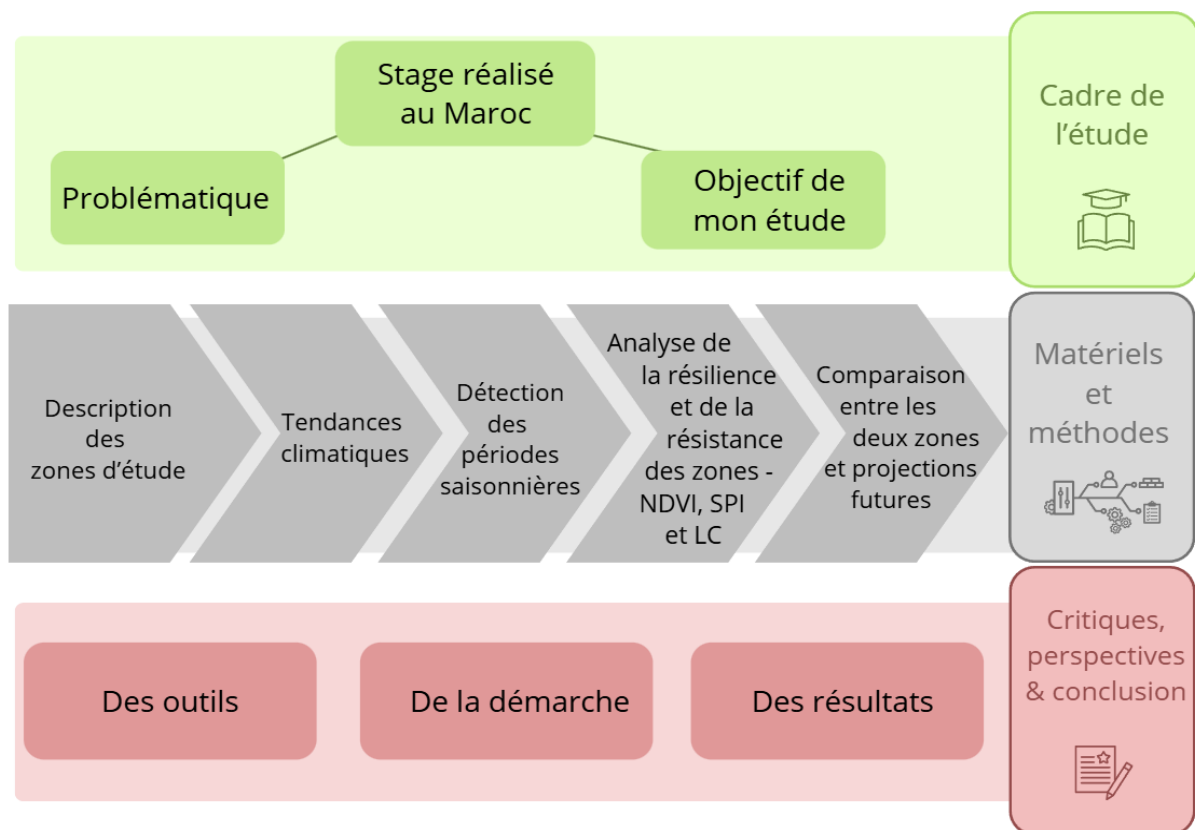 Stage réalisé
au Maroc
Problématique
Objectif de
mon étude
Cadre de
l’étude
Description
des
zones d’étude
Tendances
climatiques
Détection
des
périodes
saisonnières
Analyse de
la résilience
et de la
résistance
des zones -
NDVI, SPI
et LC
Comparaison
entre les
deux zones
et projections
futures
Matériels
et
méthodes
Des outils
De la démarche
Des résultats
Critiques,
perspectives
& conclusion